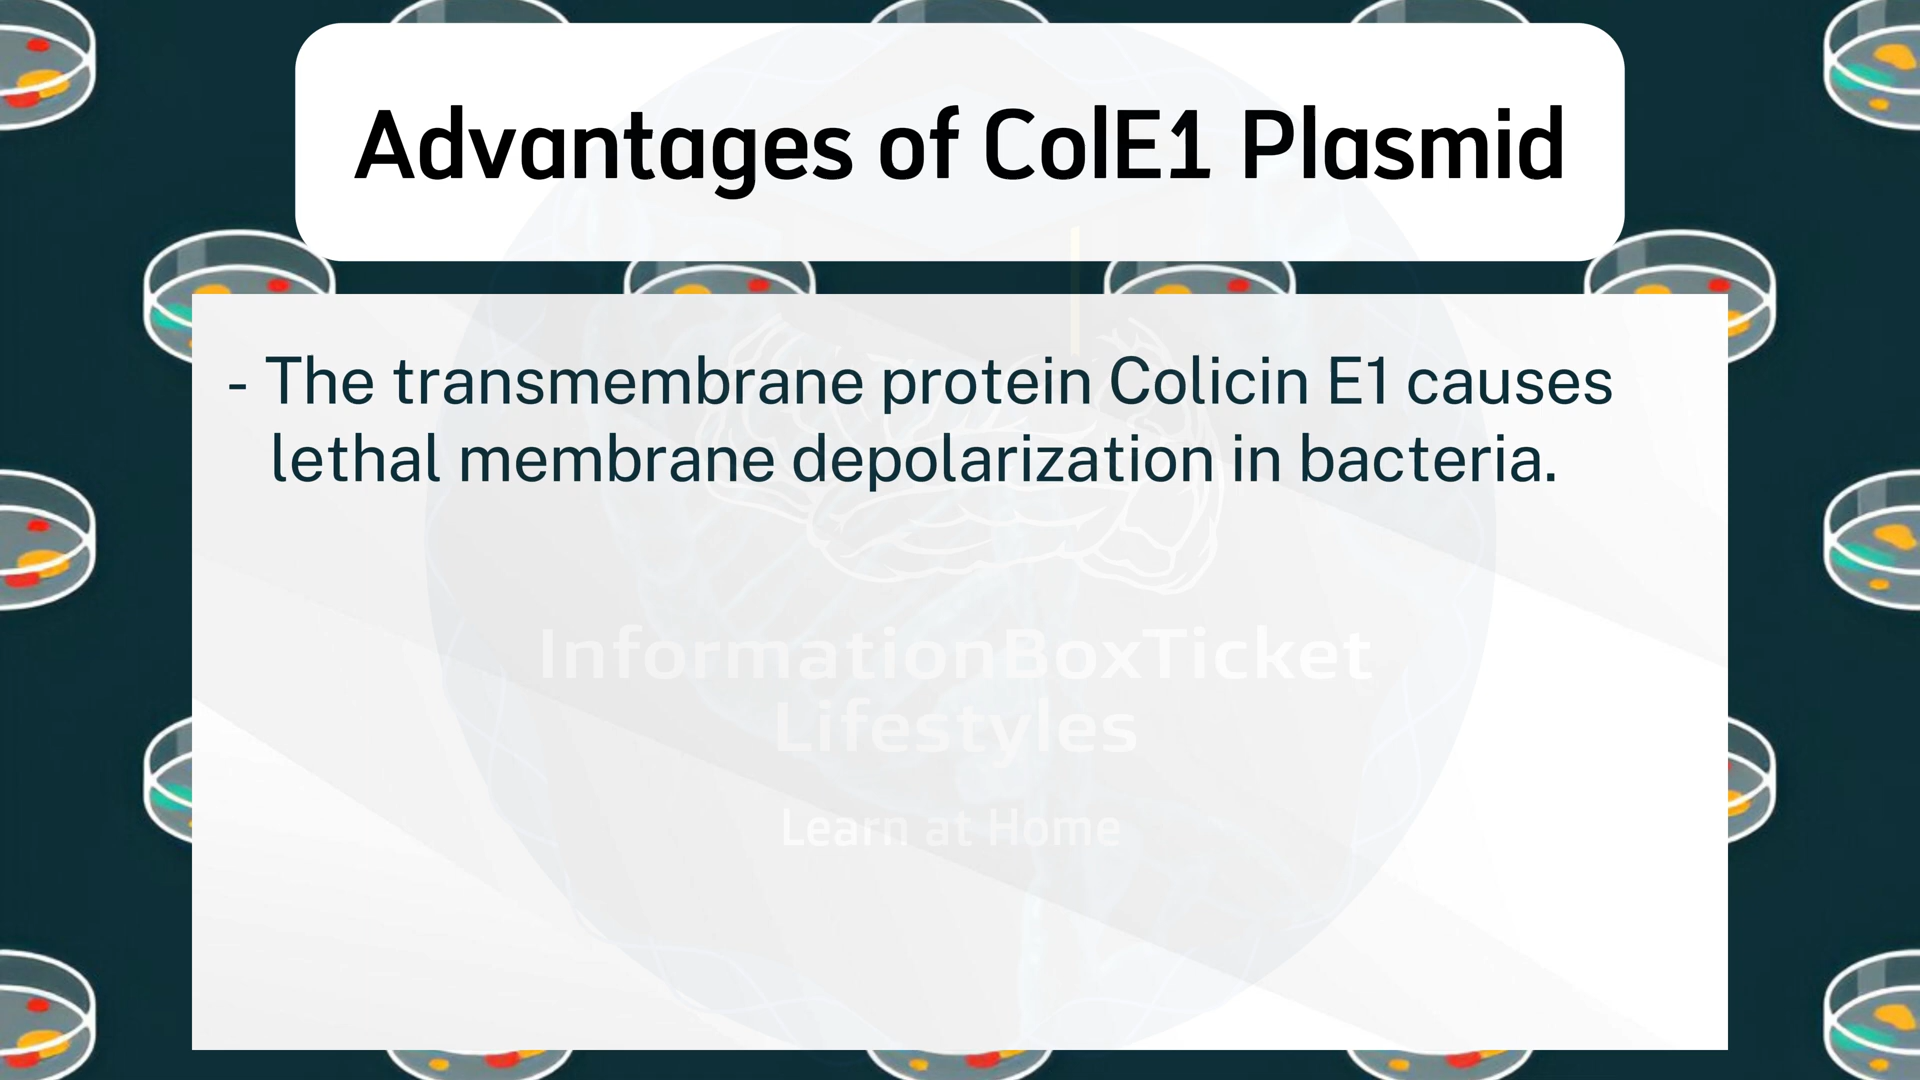 Advantages of ColE1 Plasmid
- The transmembrane protein Colicin E1 causes
lethal membrane depolarization in bacteria.
InformationBoxTicket
Lifestyles
Learn at Home